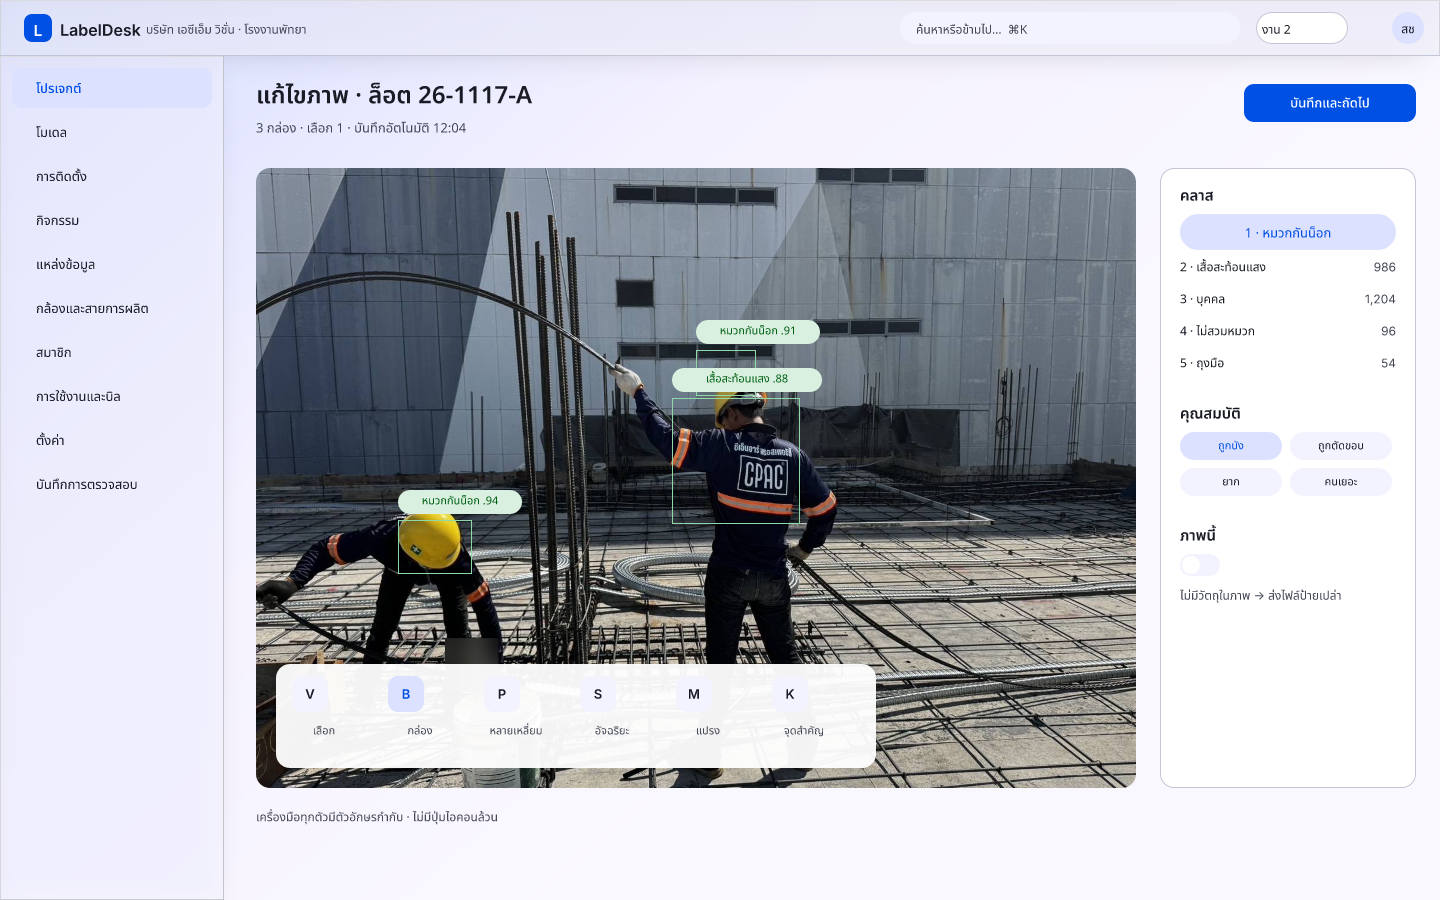 L LabelDesk บริษัท เอซีเอ็ม วิชั่น · โรงงานพัทยา
ค้นหาหรือข้ามไป... ⌘K
งาน 2
สช
โปรเจกต์
โมเดล
การติดตั้ง
กิจกรรม
แหล่งข้อมูล
กล้องและสายการผลิต
สมาชิก
การใช้งานและบิล
ตั้งค่า
บันทึกการตรวจสอบ
แก้ไขภาพ · ล็อต 26-1117-A
3 กล่อง · เลือก 1 · บันทึกอัตโนมัติ 12:04
บันทึกและถัดไป
หมวกกันน็อก .91
เสื้อสะท้อนแสง .88
CPAC
หมวกกันน็อก .94
V B P S M K
เลือก กล่อง หลายเหลี่ยม อัจฉริยะ แปรง จุดสำคัญ
เครื่องมือทุกตัวมีตัวอักษรกำกับ · ไม่มีปุ่มไอคอนล้วน
คลาส
1 · หมวกกันน็อก
2 · เสื้อสะท้อนแสง 986
3 · บุคคล 1,204
4 · ไม่สวมหมวก 96
5 · ถุงมือ 54
คุณสมบัติ
ถูกบัง ถูกตัดขอบ
ยาก คนเยอะ
ภาพนี้
ไม่มีวัตถุในภาพ → ส่งไฟล์ป้ายเปล่า